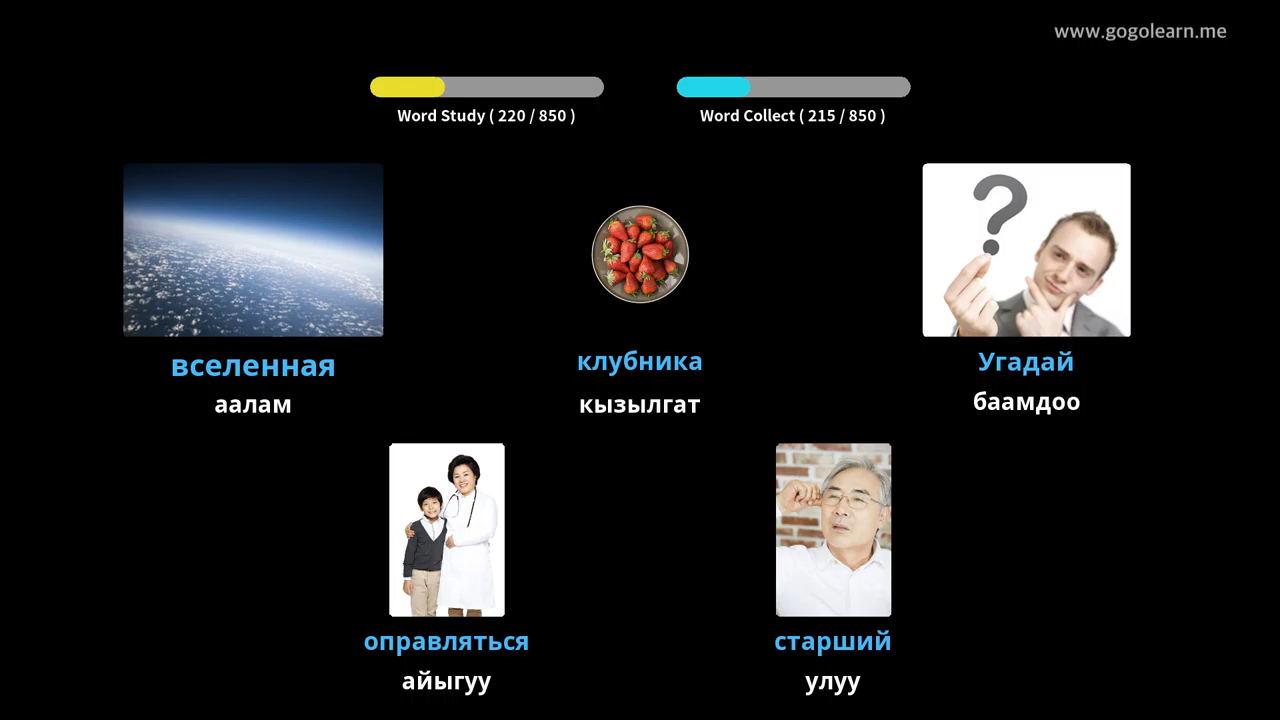 www.gogolearn.me
Word Study ( 220 / 850 )
Word Collect ( 215 / 850 )
вселенная
аалам
клубника
кызылгат
Угадай
баамдоо
оправляться
айыгуу
старший
улуу